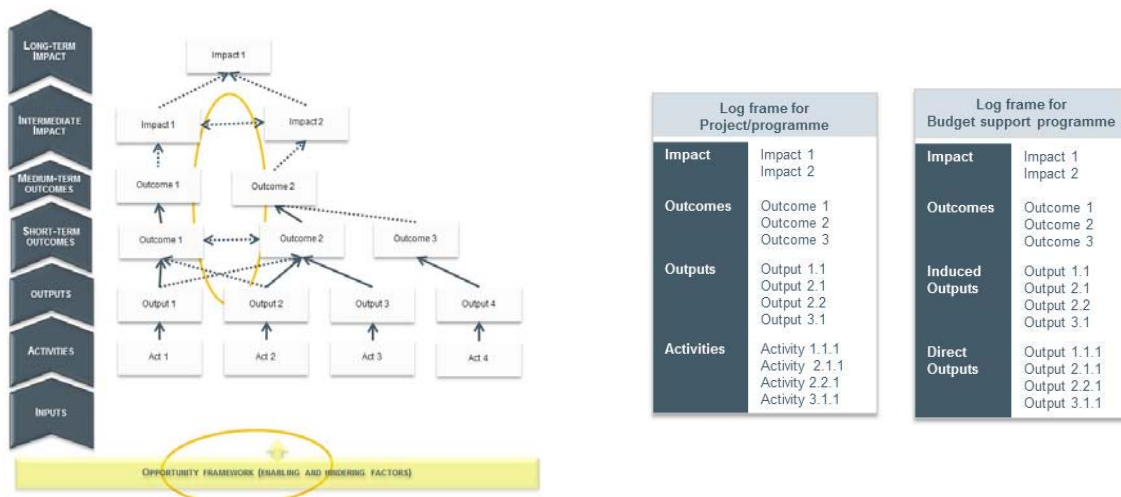 LONG-TERM
IMPACT
Impact 1
INTERMEDIATE
IMPACT
Impact 1
Impact 2
MEDIUM-TERM
OUTCOMES
Outcome 1
Outcome 2
SHORT-TERM
OUTCOMES
Outcome 1
Outcome 2
Outcome 3
OUTPUTS
Output 1
Output 2
Output 3
Output 4
ACTIVITIES
Act 1
Act 2
Act 3
Act 4
INPUTS
OPPORTUNITY FRAMEWORK (ENABLING AND HINDERING FACTORS)
Log frame for
Project/programme
Impact
Impact 1
Impact 2
Outcomes
Outcome 1
Outcome 2
Outcome 3
Outputs
Output 1.1
Output 2.1
Output 2.2
Output 3.1
Activities
Activity 1.1.1
Activity 2.1.1
Activity 2.2.1
Activity 3.1.1
Log frame for
Budget support programme
Impact
Impact 1
Impact 2
Outcomes
Outcome 1
Outcome 2
Outcome 3
Induced
Outputs
Output 1.1
Output 2.1
Output 2.2
Output 3.1
Direct
Outputs
Output 1.1.1
Output 2.1.1
Output 2.2.1
Output 3.1.1